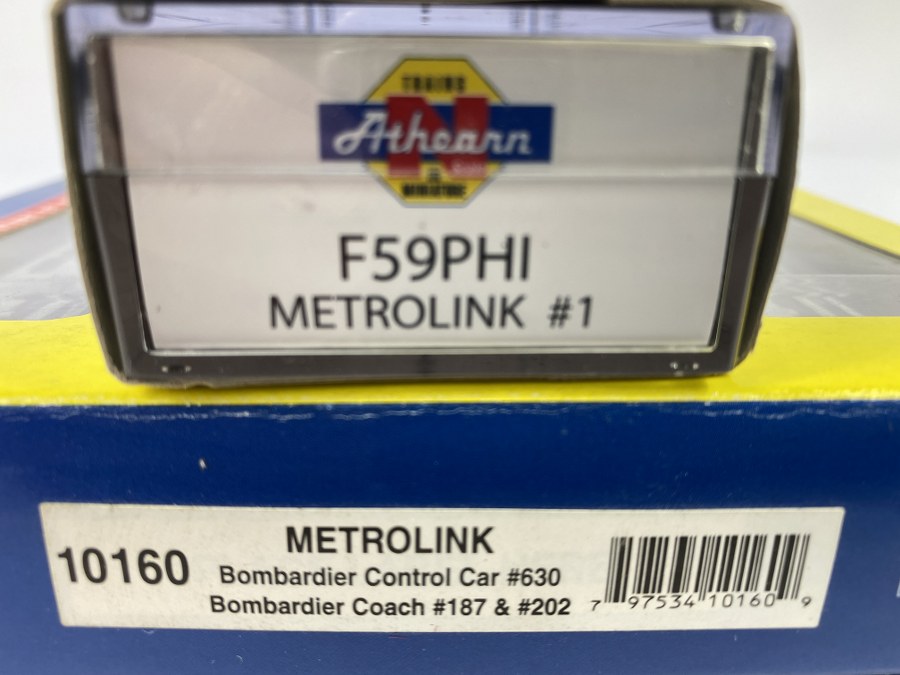 TRAINS
Athearn
N
IN
MINIATURE
F59PHI
METROLINK #1
10160
METROLINK
Bombardier Control Car #630
Bombardier Coach #187 & #202
7 97534 10160 9